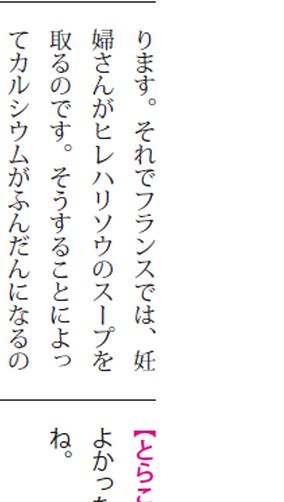 ります。それでフランスでは、妊
婦さんがヒレハリソウのスープを
取るのです。そうすることによっ
てカルシウムがふんだんになるの
【とらこ
よかった
ね。